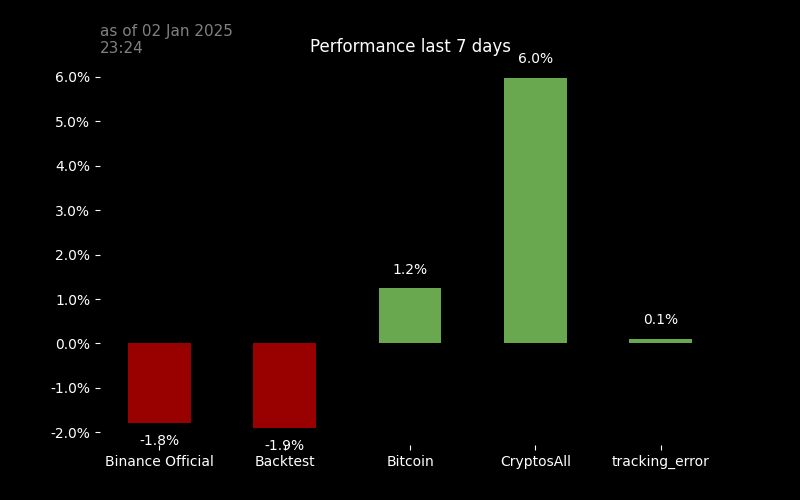 as of 02 Jan 2025
23:24
Performance last 7 days
6.0%
6.0%
5.0%
4.0%
3.0%
2.0%
1.2%
1.0%
0.1%
0.0%
-1.0%
-2.0%
-1.8%
-1.9%
Binance Official
Backtest
Bitcoin
CryptosAll
tracking_error